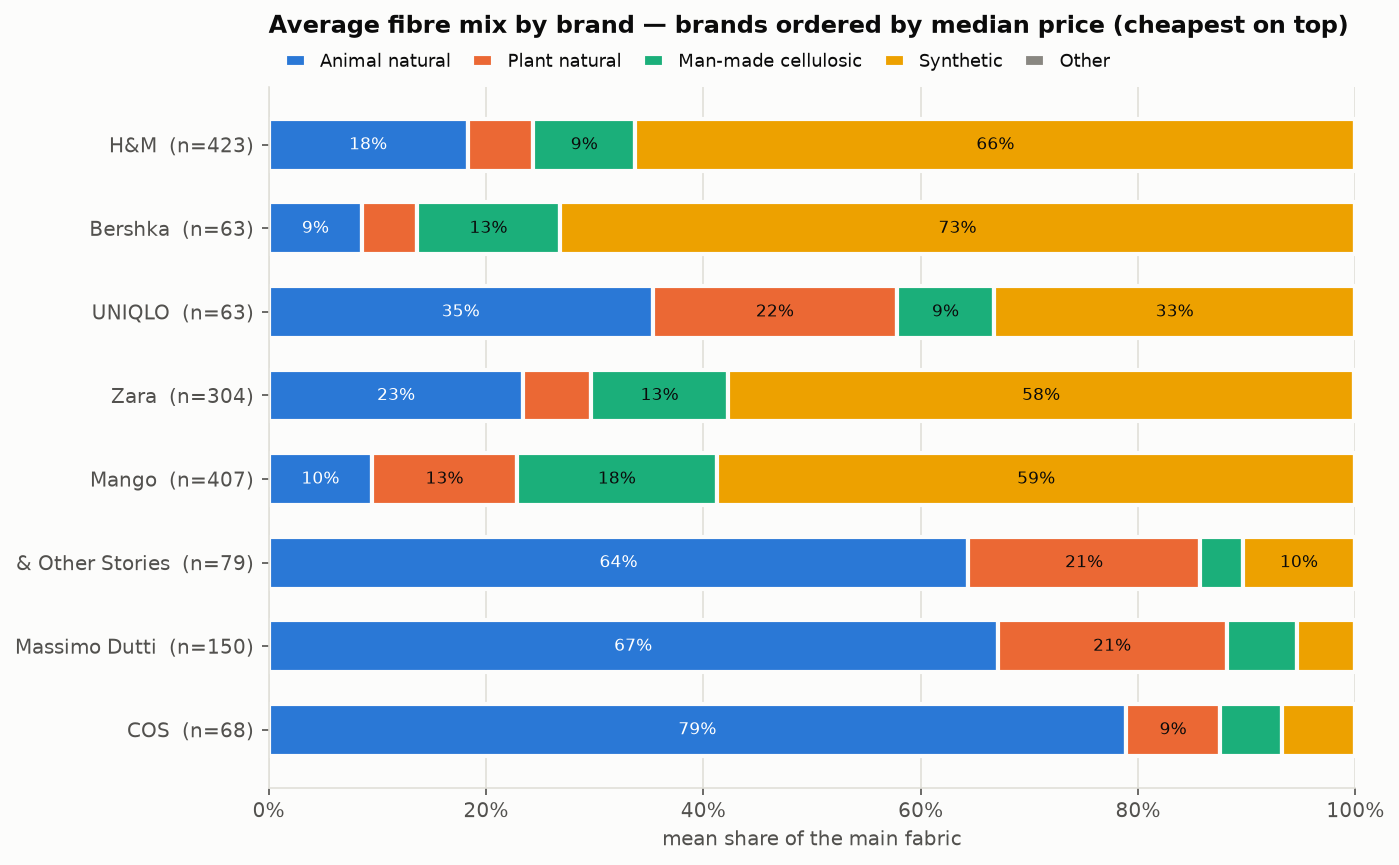 Average fibre mix by brand — brands ordered by median price (cheapest on top)
Animal natural Plant natural Man-made cellulosic Synthetic Other
H&M (n=423) 18% 9% 66%
Bershka (n=63) 9% 13% 73%
UNIQLO (n=63) 35% 22% 9% 33%
Zara (n=304) 23% 13% 58%
Mango (n=407) 10% 13% 18% 59%
& Other Stories (n=79) 64% 21% 10%
Massimo Dutti (n=150) 67% 21%
COS (n=68) 79% 9%
0% 20% 40% 60% 80% 100%
mean share of the main fabric